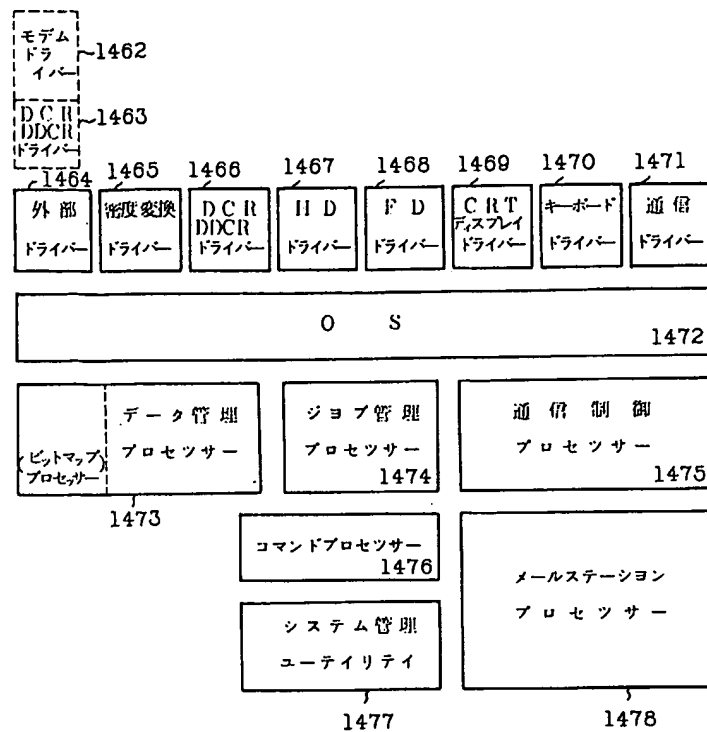 モデム
ドラ
イバー
1462
DCR
DDCR
ドライバー
1463
1464
1465
1466
1467
1468
1469
1470
1471
外部
ドライバー
密度変換
ドライバー
DCR
DDCR
ドライバー
HD
ドライバー
FD
ドライバー
CRT
ディスプレイ
ドライバー
キーボード
ドライバー
通信
ドライバー
OS
1472
(ビットマップ)
プロセッサー
データ管理
プロセツサー
1473
ジョブ管理
プロセツサー
1474
通信制御
プロセツサー
1475
コマンドプロセツサー
1476
システム管理
ユーテイリテイ
1477
メールステーシヨン
プロセツサー
1478